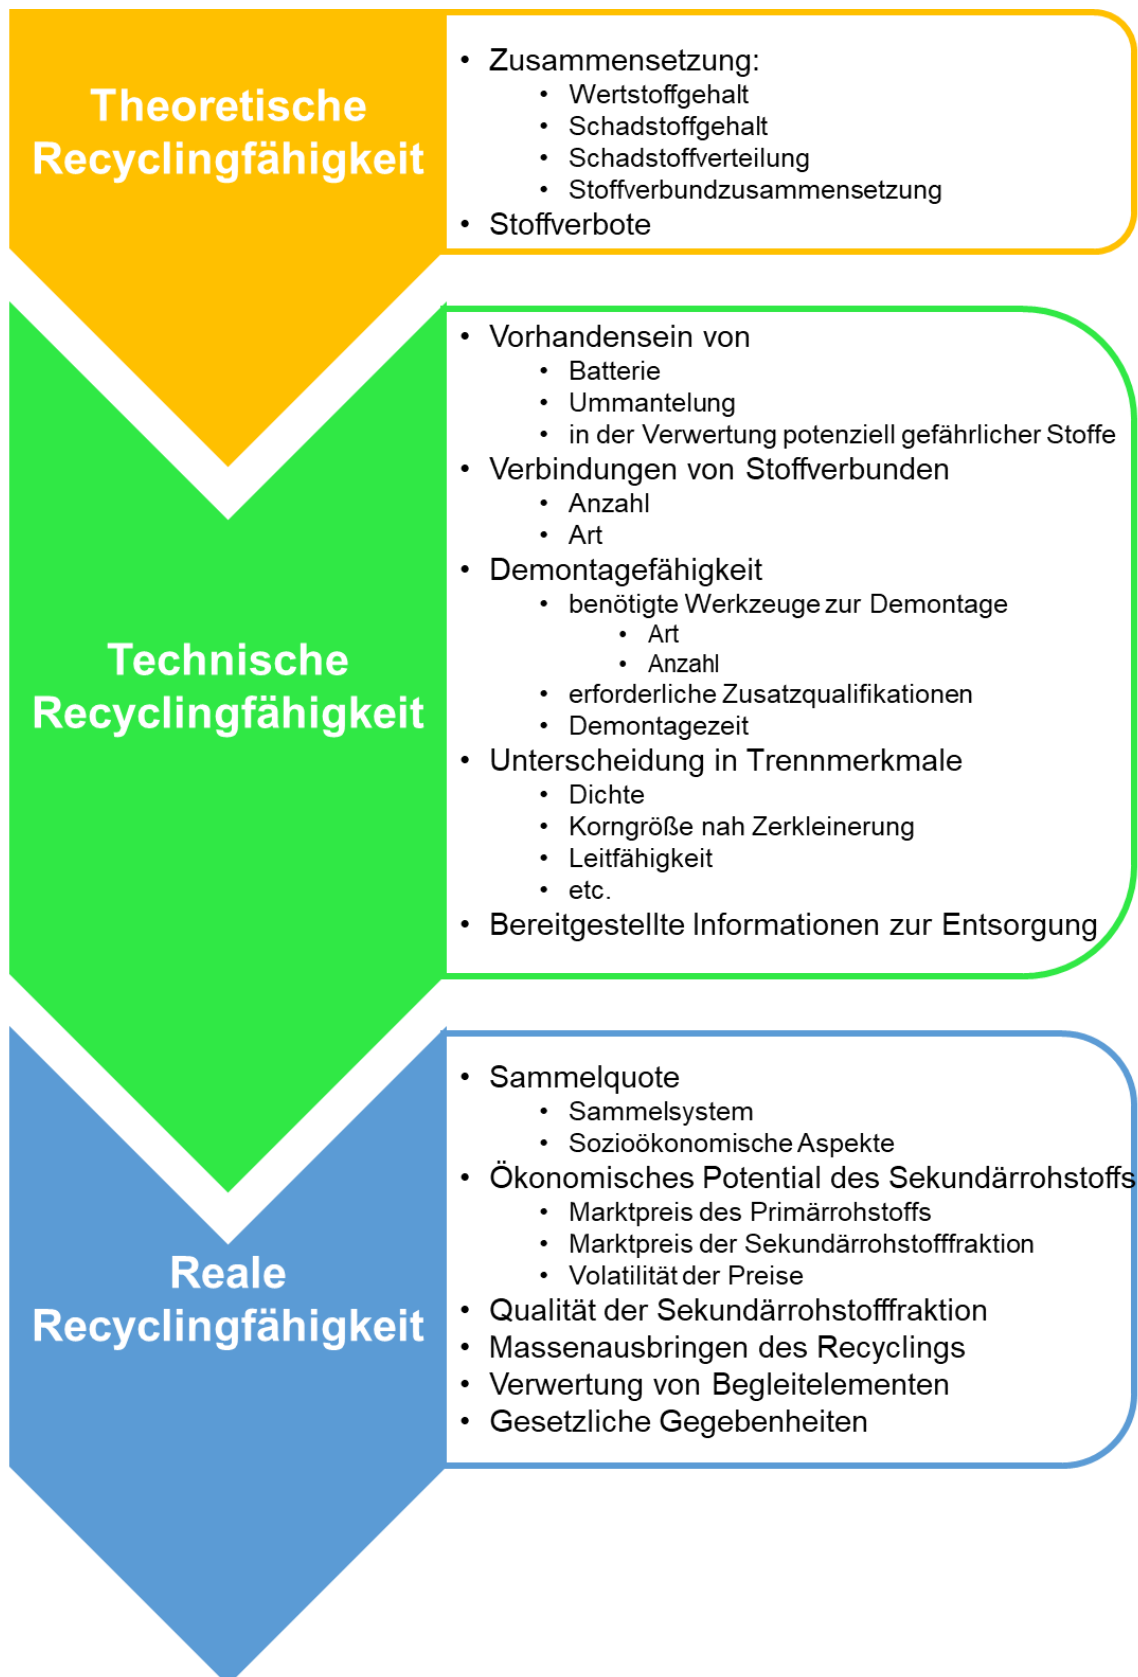 Theoretische
Recyclingfähigkeit
• Zusammensetzung:
• Wertstoffgehalt
• Schadstoffgehalt
• Schadstoffverteilung
• Stoffverbundzusammensetzung
• Stoffverbote
Technische
Recyclingfähigkeit
• Vorhandensein von
• Batterie
• Ummantelung
• in der Verwertung potenziell gefährlicher Stoffe
• Verbindungen von Stoffverbunden
• Anzahl
• Art
• Demontagefähigkeit
• benötigte Werkzeuge zur Demontage
• Art
• Anzahl
• erforderliche Zusatzqualifikationen
• Demontagezeit
• Unterscheidung in Trennmerkmale
• Dichte
• Korngröße nah Zerkleinerung
• Leitfähigkeit
• etc.
• Bereitgestellte Informationen zur Entsorgung
Reale
Recyclingfähigkeit
• Sammelquote
• Sammelsystem
• Sozioökonomische Aspekte
• Ökonomisches Potential des Sekundärrohstoffs
• Marktpreis des Primärrohstoffs
• Marktpreis der Sekundärrohstofffraktion
• Volatilität der Preise
• Qualität der Sekundärrohstofffraktion
• Massenausbringen des Recyclings
• Verwertung von Begleitelementen
• Gesetzliche Gegebenheiten